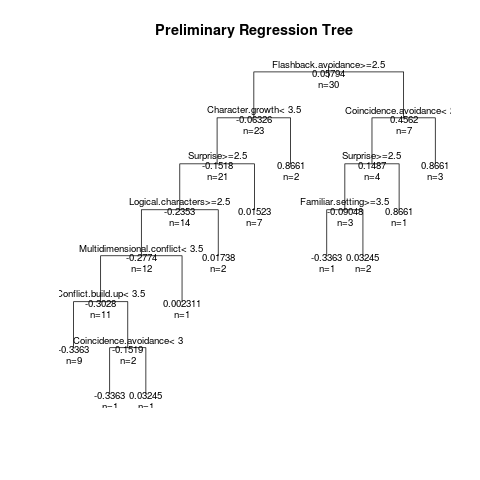 Preliminary Regression Tree
Flashback.avoidance>=2.5
0.05794
n=30
Character.growth< 3.5
Coincidence.avoidance<
-0.06326
0.4562
n=23
n=7
Surprise>=2.5
Surprise>=2.5
-0.1518
0.8661
0.1487
0.8661
n=21
n=2
n=4
n=3
Logical.characters>=2.5
Familiar.setting>=3.5
-0.2353
0.01523
-0.09048
0.8661
n=14
n=7
n=3
n=1
Multidimensional.conflict< 3.5
-0.2774
0.01738
-0.3363
0.03245
n=12
n=2
n=1
n=2
Conflict.build.up< 3.5
-0.3028
0.002311
n=11
n=1
Coincidence.avoidance< 3
-0.3363
-0.1519
n=9
n=2
-0.3363
0.03245
n=1
n=1